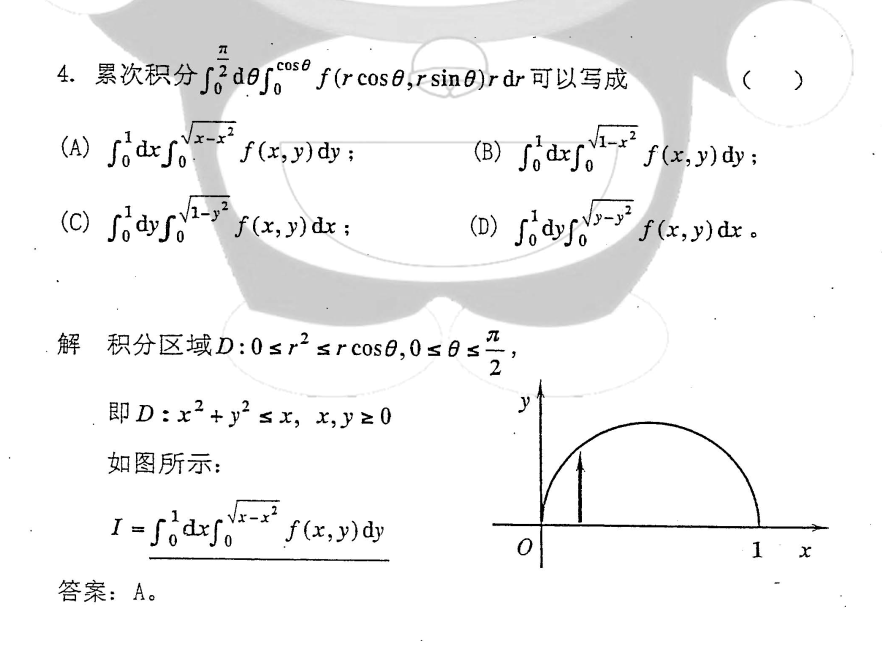 4. 累次积分 $\int_0^{\frac{\pi}{2}} d\theta \int_0^{\cos\theta} f(r\cos\theta, r\sin\theta) r\,dr$ 可以写成 ( )
(A) $\int_0^1 dx \int_0^{\sqrt{x-x^2}} f(x,y)\,dy$ ; (B) $\int_0^1 dx \int_0^{\sqrt{1-x^2}} f(x,y)\,dy$ ;
(C) $\int_0^1 dy \int_0^{\sqrt{1-y^2}} f(x,y)\,dx$ ; (D) $\int_0^1 dy \int_0^{\sqrt{y-y^2}} f(x,y)\,dx$ 。
解 积分区域 $D: 0 \le r^2 \le r\cos\theta, 0 \le \theta \le \frac{\pi}{2}$ ,
即 $D: x^2 + y^2 \le x, \ x, y \ge 0$
如图所示:
$I = \int_0^1 dx \int_0^{\sqrt{x-x^2}} f(x,y)\,dy$
答案: A。
y
O 1 x